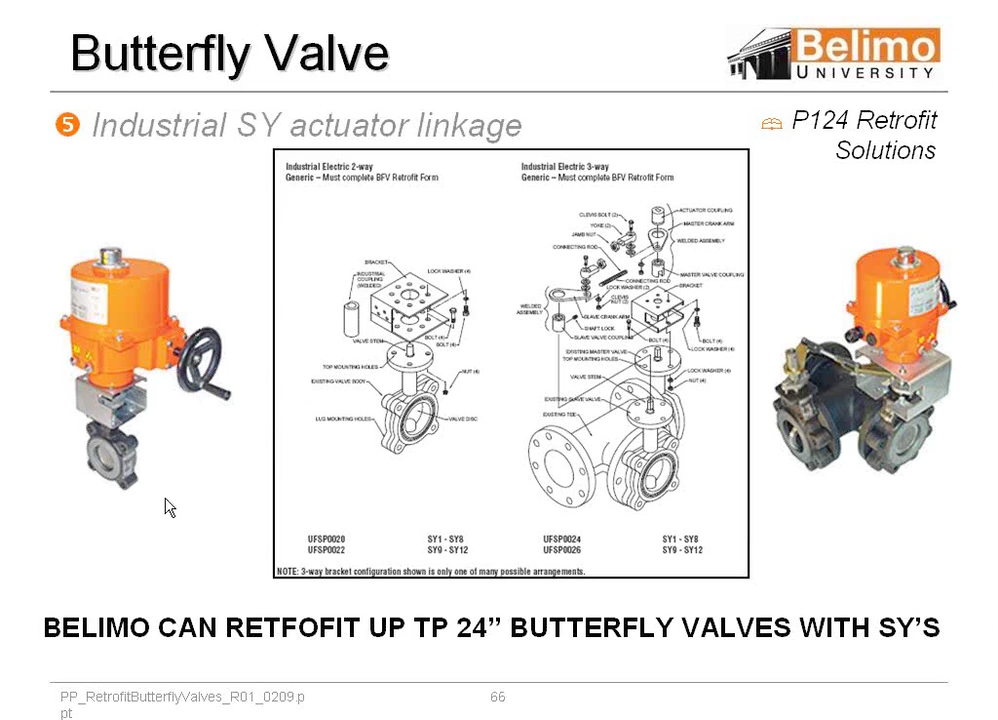 Butterfly Valve
Belimo
UNIVERSITY
5 Industrial SY actuator linkage
P124 Retrofit
Solutions
Industrial Electric 2-way
Generic – Must complete BFV Retrofit Form
BRACKET
LOCK WASHER (4)
INDUSTRIAL
COUPLING
(WELDED)
VALVE STEM
BOLT (4)
BOLT (4)
TOP MOUNTING HOLES
NUT (4)
EXISTING VALVE BODY
LUG MOUNTING HOLES
VALVE DISC
UFSP0020 SY1 - SY8
UFSP0022 SY9 - SY12
Industrial Electric 3-way
Generic – Must complete BFV Retrofit Form
ACTUATOR COUPLING
CLEVIS BOLT (2)
MASTER CRANK ARM
YOKE (2)
JAMB NUT
WELDED ASSEMBLY
CONNECTING ROD
MASTER VALVE COUPLING
CONNECTING ROD
LOCK WASHER (2)
BRACKET
CLEVIS
NUT (2)
WELDED
ASSEMBLY
SLAVE CRANK ARM
SHAFT LOCK
SLAVE VALVE COUPLING
BOLT (4)
BOLT (4)
LOCK WASHER (4)
EXISTING MASTER VALVE
TOP MOUNTING HOLES
LOCK WASHER (4)
VALVE STEM
NUT (4)
EXISTING SLAVE VALVE
EXISTING TEE
UFSP0024 SY1 - SY8
UFSP0026 SY9 - SY12
NOTE: 3-way bracket configuration shown is only one of many possible arrangements.
BELIMO CAN RETFOFIT UP TP 24” BUTTERFLY VALVES WITH SY’S
PP_RetrofitButterflyValves_R01_0209.p
pt
66